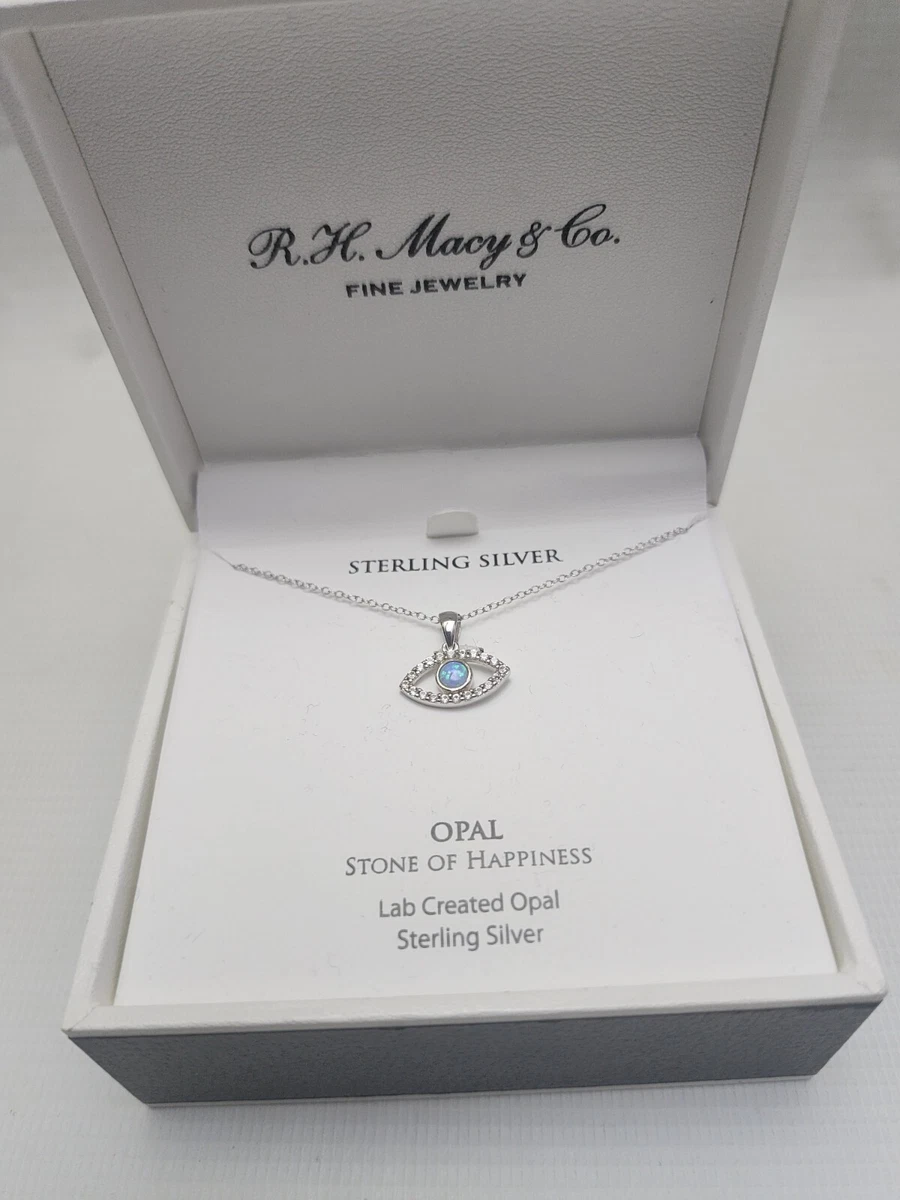 R.H. Macy & Co.
FINE JEWELRY
STERLING SILVER
OPAL
STONE OF HAPPINESS
Lab Created Opal
Sterling Silver